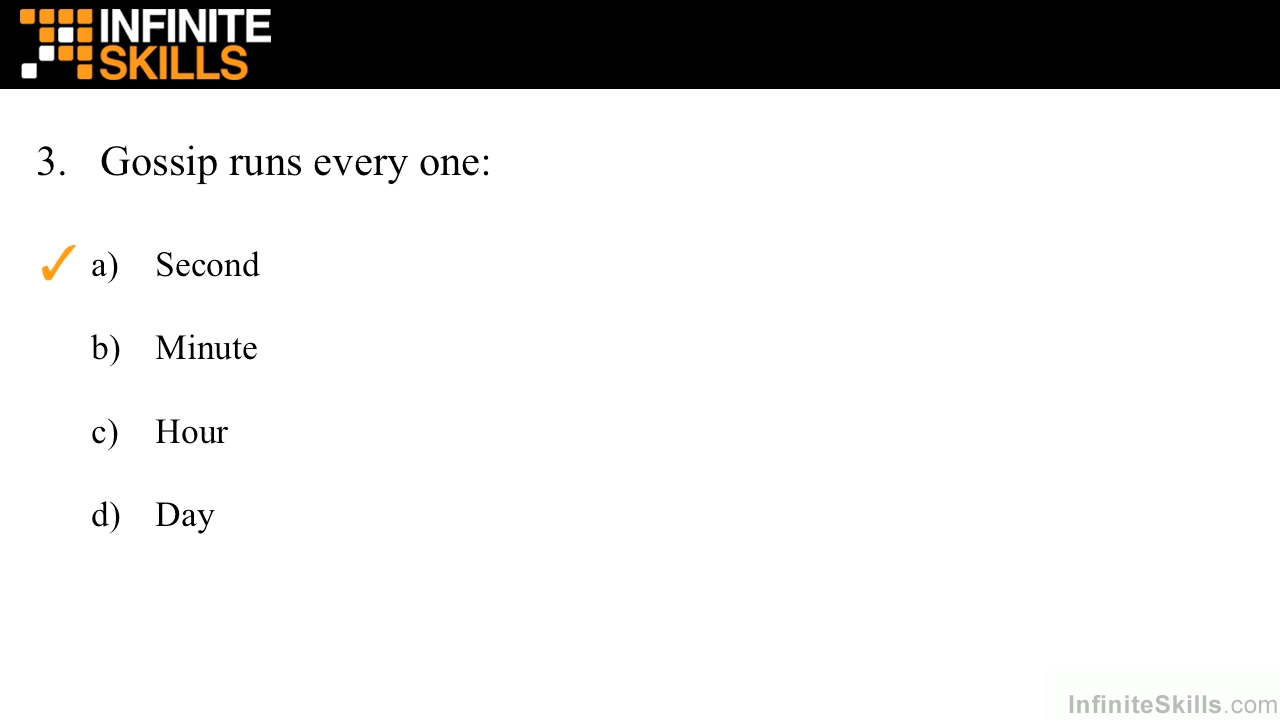 INFINITE
SKILLS
3. Gossip runs every one:
✓ a) Second
b) Minute
c) Hour
d) Day
InfiniteSkills.com